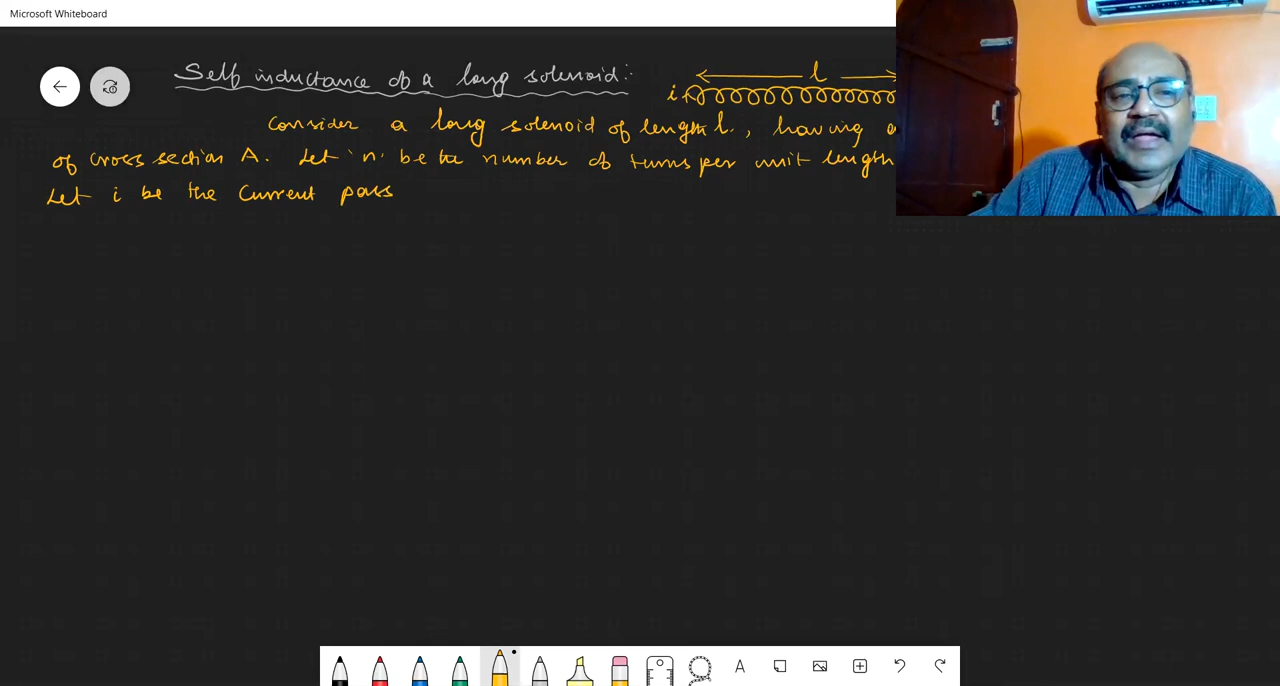 Microsoft Whiteboard
Self inductance of a long solenoid:
l
i
Consider a long solenoid of length l., having
of cross section A. Let 'n' be the number of turns per unit length
Let i be the current pass
A